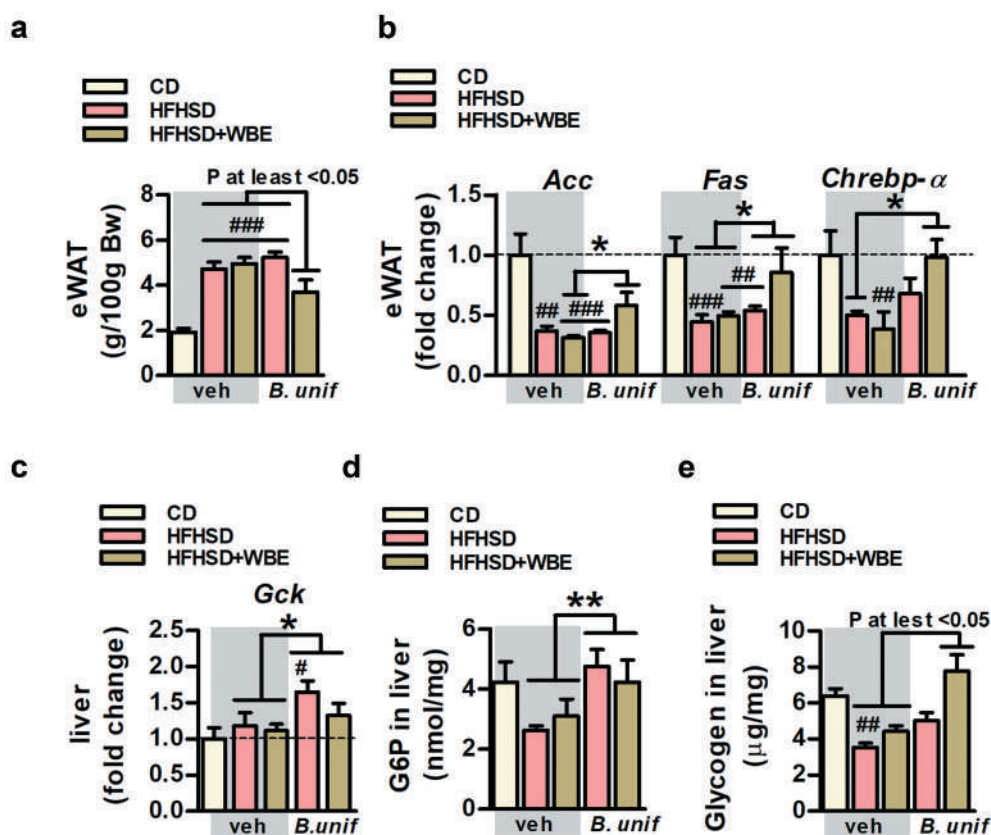 a
CD
HFHSD
HFHSD+WBE
P at least <0.05
###
eWAT
(g/100g Bw)
8
6
4
2
0
veh
B. unif
b
CD
HFHSD
HFHSD+WBE
Acc
Fas
Chrebp-α
*
*
*
##
###
###
##
##
eWAT
(fold change)
1.5
1.0
0.5
0.0
veh
B. unif
veh
B. unif
veh
B. unif
c
CD
HFHSD
HFHSD+WBE
Gck
*
#
liver
(fold change)
2.5
2.0
1.5
1.0
0.5
0.0
veh
B.unif
d
CD
HFHSD
HFHSD+WBE
**
G6P in liver
(nmol/mg)
6
4
2
0
veh
B. unif
e
CD
HFHSD
HFHSD+WBE
P at lest <0.05
##
Glycogen in liver
(μg/mg)
10
8
6
4
2
0
veh
B. unif